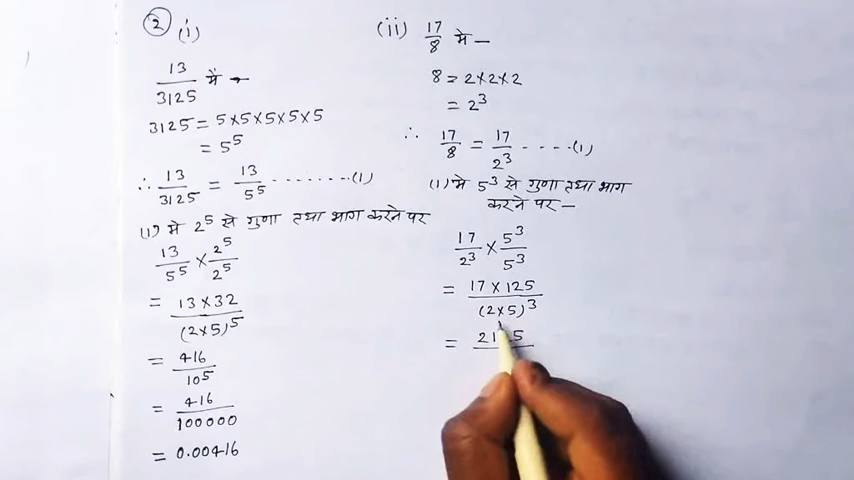 ② (i)
13/3125 में -
3125 = 5×5×5×5×5
= 5⁵
∴ 13/3125 = 13/5⁵ ....... (1)
(1) मे 2⁵ से गुणा तथा भाग करने पर
13/5⁵ × 2⁵/2⁵
= 13×32/(2×5)⁵
= 416/10⁵
= 416/100000
= 0.00416
(ii) 17/8 मे —
8 = 2×2×2
= 2³
∴ 17/8 = 17/2³ ....(1)
(1) मे 5³ से गुणा तथा भाग
करने पर —
17/2³ × 5³/5³
= 17×125/(2×5)³
=